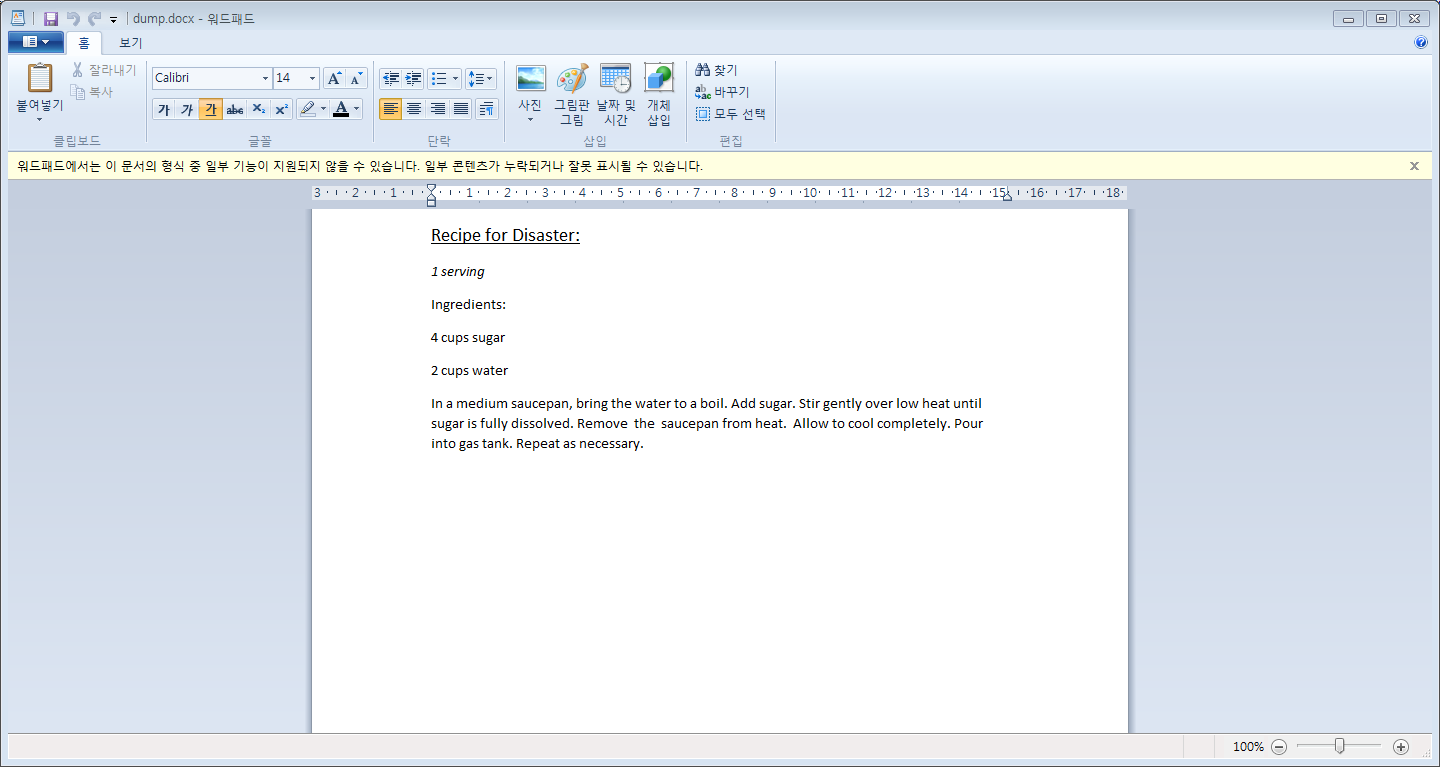 dump.docx - 워드패드
홈 보기
붙여넣기
잘라내기
복사
클립보드
Calibri 14
가 가 가 abc X₂ X² A
글꼴
단락
사진
그림판
그림
날짜 및
시간
개체
삽입
삽입
찾기
바꾸기
모두 선택
편집
워드패드에서는 이 문서의 형식 중 일부 기능이 지원되지 않을 수 있습니다. 일부 콘텐츠가 누락되거나 잘못 표시될 수 있습니다.
3 2 1 1 2 3 4 5 6 7 8 9 10 11 12 13 14 15 16 17 18
Recipe for Disaster:
1 serving
Ingredients:
4 cups sugar
2 cups water
In a medium saucepan, bring the water to a boil. Add sugar. Stir gently over low heat until
sugar is fully dissolved. Remove the saucepan from heat. Allow to cool completely. Pour
into gas tank. Repeat as necessary.
100%